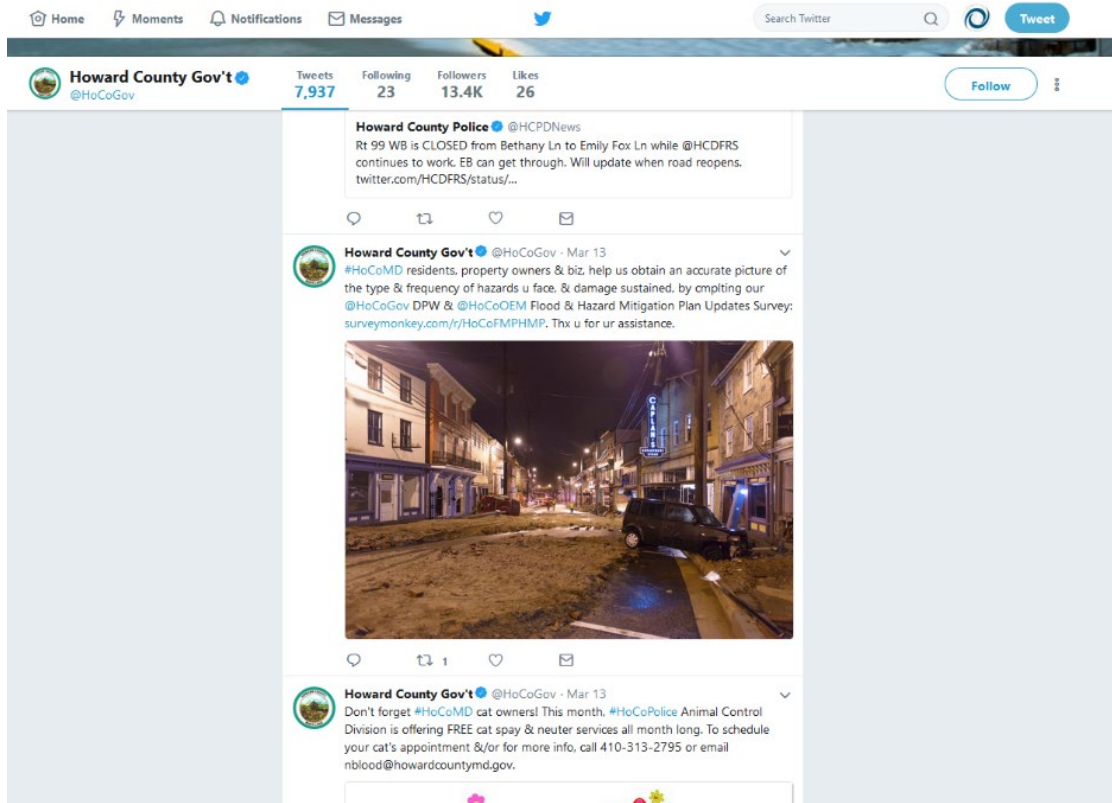 Home Moments Notifications Messages Search Twitter Tweet
Howard County Gov't
@HoCoGov
Tweets Following Followers Likes
7,937 23 13.4K 26
Follow
Howard County Police @HCPDNews
Rt 99 WB is CLOSED from Bethany Ln to Emily Fox Ln while @HCDFRS
continues to work. EB can get through. Will update when road reopens.
twitter.com/HCDFRS/status/...
Howard County Gov't @HoCoGov · Mar 13
#HoCoMD residents, property owners & biz, help us obtain an accurate picture of
the type & frequency of hazards u face, & damage sustained, by cmplting our
@HoCoGov DPW & @HoCoOEM Flood & Hazard Mitigation Plan Updates Survey:
surveymonkey.com/r/HoCoFMPHMP. Thx u for ur assistance.
CAPLAN'S
DEPARTMENT
STORE
1
Howard County Gov't @HoCoGov · Mar 13
Don't forget #HoCoMD cat owners! This month, #HoCoPolice Animal Control
Division is offering FREE cat spay & neuter services all month long. To schedule
your cat's appointment &/or for more info, call 410-313-2795 or email
nblood@howardcountymd.gov.